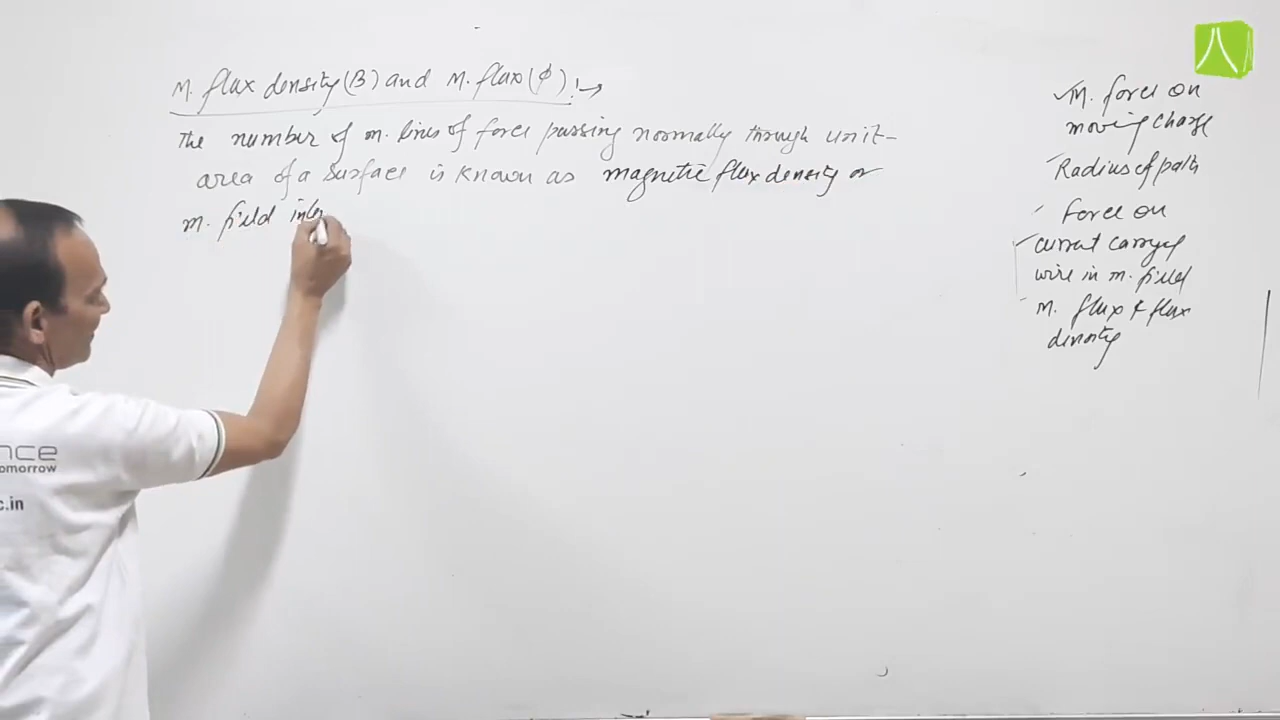 M. flux density (B) and M. flux (ϕ) :→
The number of m. lines of force passing normally through unit-
area of a surface is known as magnetic flux density or
m. field inten
M. force on
moving charge
Radius of path
Force on
current carryg
wire in m. field
M. flux & flux
density
nce
omorrow
c.in